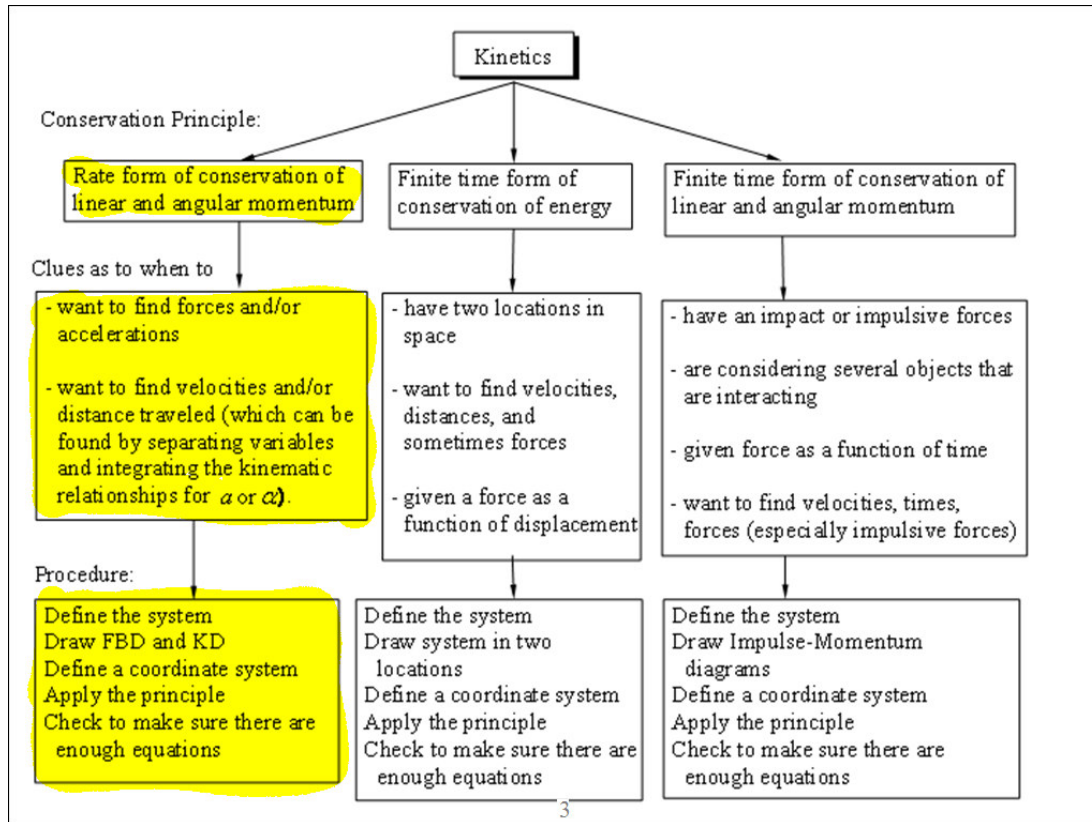 Kinetics
Conservation Principle:
Rate form of conservation of
linear and angular momentum
Finite time form of
conservation of energy
Finite time form of conservation of
linear and angular momentum
Clues as to when to
- want to find forces and/or
accelerations
- want to find velocities and/or
distance traveled (which can be
found by separating variables
and integrating the kinematic
relationships for a or α).
- have two locations in
space
- want to find velocities,
distances, and
sometimes forces
- given a force as a
function of displacement
- have an impact or impulsive forces
- are considering several objects that
are interacting
- given force as a function of time
- want to find velocities, times,
forces (especially impulsive forces)
Procedure:
Define the system
Draw FBD and KD
Define a coordinate system
Apply the principle
Check to make sure there are
enough equations
Define the system
Draw system in two
locations
Define a coordinate system
Apply the principle
Check to make sure there are
enough equations
Define the system
Draw Impulse-Momentum
diagrams
Define a coordinate system
Apply the principle
Check to make sure there are
enough equations
3